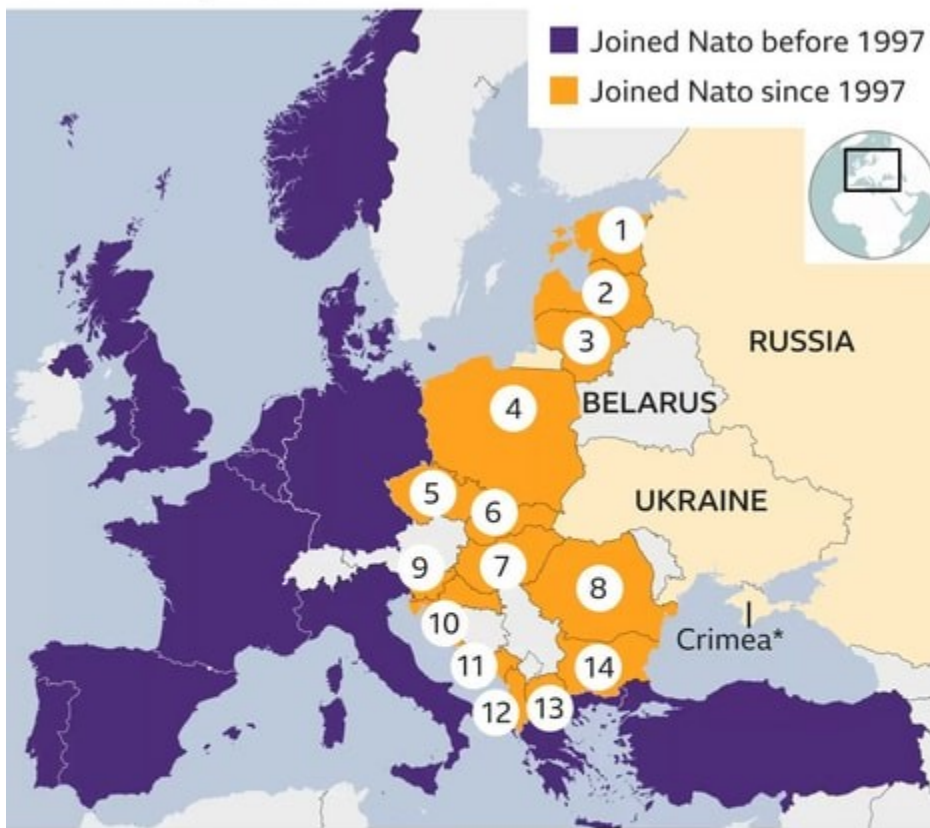 Joined Nato before 1997
Joined Nato since 1997
1
2
3
RUSSIA
4
BELARUS
5
6
UKRAINE
7
9
8
10
Crimea*
11
14
12
13